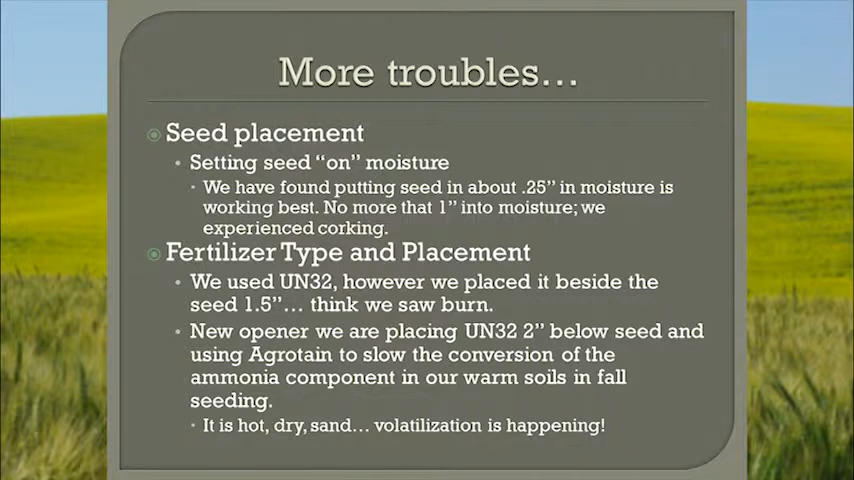 More troubles…
Seed placement
Setting seed “on” moisture
We have found putting seed in about .25” in moisture is
working best. No more that 1” into moisture; we
experienced corking.
Fertilizer Type and Placement
We used UN32, however we placed it beside the
seed 1.5”… think we saw burn.
New opener we are placing UN32 2” below seed and
using Agrotain to slow the conversion of the
ammonia component in our warm soils in fall
seeding.
It is hot, dry, sand… volatilization is happening!